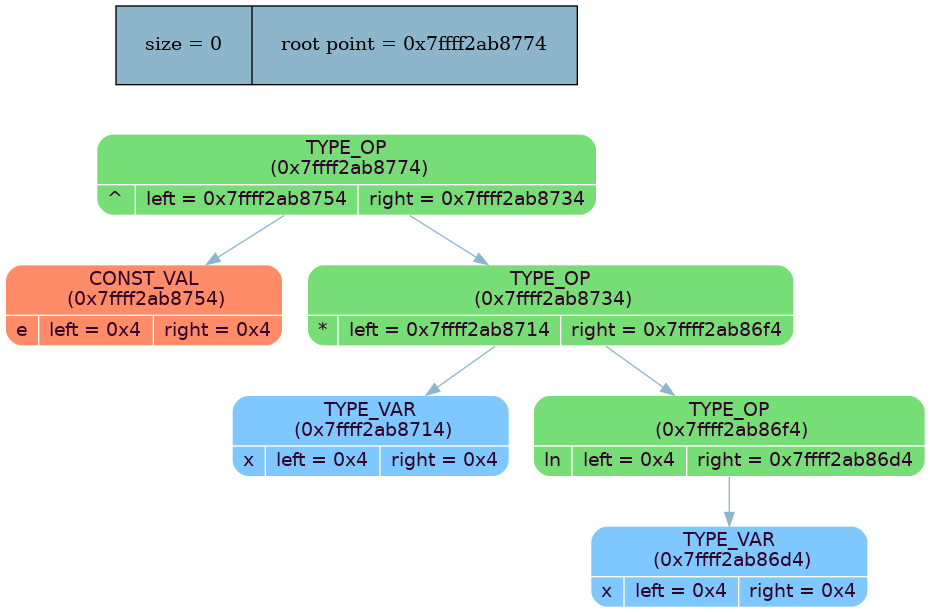 size = 0 root point = 0x7ffff2ab8774
TYPE_OP
(0x7ffff2ab8774)
^ left = 0x7ffff2ab8754 right = 0x7ffff2ab8734
CONST_VAL
(0x7ffff2ab8754)
e left = 0x4 right = 0x4
TYPE_OP
(0x7ffff2ab8734)
* left = 0x7ffff2ab8714 right = 0x7ffff2ab86f4
TYPE_VAR
(0x7ffff2ab8714)
x left = 0x4 right = 0x4
TYPE_OP
(0x7ffff2ab86f4)
ln left = 0x4 right = 0x7ffff2ab86d4
TYPE_VAR
(0x7ffff2ab86d4)
x left = 0x4 right = 0x4